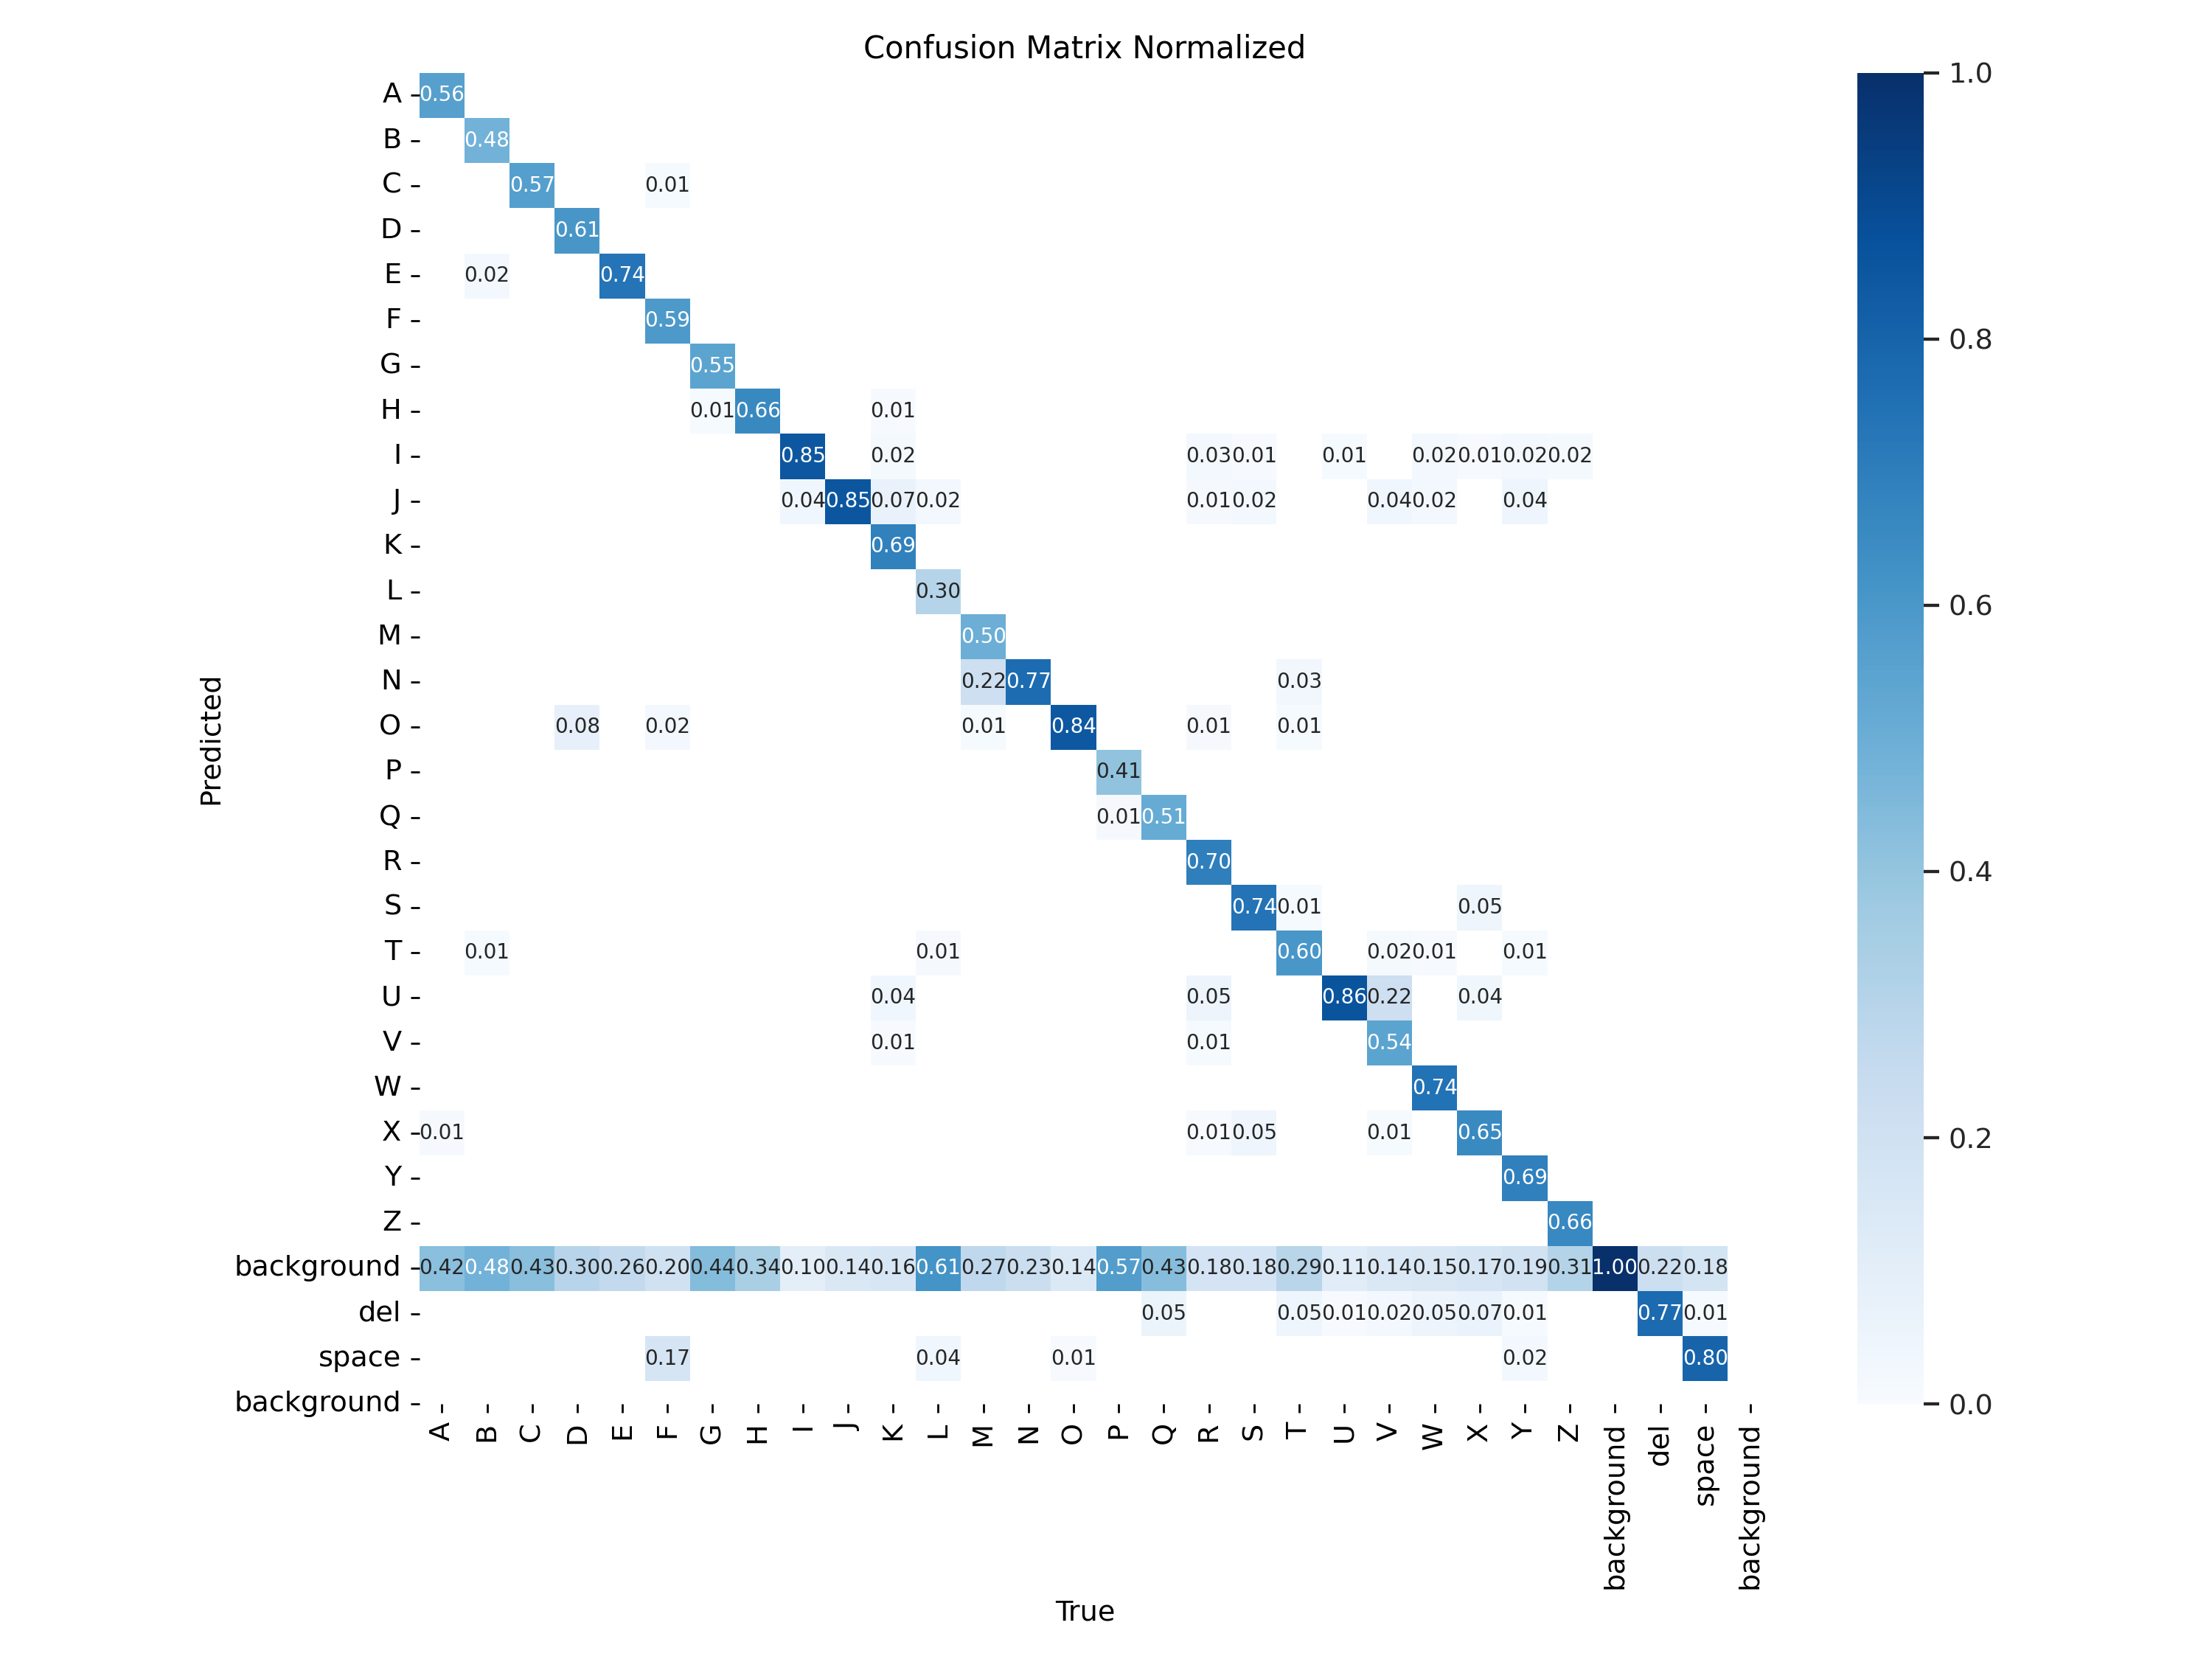 Confusion Matrix Normalized
A 0.56
B 0.48
C 0.57 0.01
D 0.61
E 0.02 0.74
F 0.59
G 0.55
H 0.01 0.66 0.01
I 0.85 0.02 0.03 0.01 0.01 0.02 0.01 0.02 0.02
J 0.04 0.85 0.07 0.02 0.01 0.02 0.04 0.02 0.04
K 0.69
L 0.30
M 0.50
N 0.22 0.77 0.03
O 0.08 0.02 0.01 0.84 0.01 0.01
P 0.41
Q 0.01 0.51
R 0.70
S 0.74 0.01 0.05
T 0.01 0.01 0.60 0.02 0.01 0.01
U 0.04 0.05 0.86 0.22 0.04
V 0.01 0.01 0.54
W 0.74
X 0.01 0.01 0.05 0.01 0.65
Y 0.69
Z 0.66
background 0.42 0.48 0.43 0.30 0.26 0.20 0.44 0.34 0.10 0.14 0.16 0.61 0.27 0.23 0.14 0.57 0.43 0.18 0.18 0.29 0.11 0.14 0.15 0.17 0.19 0.31 1.00 0.22 0.18
del 0.05 0.05 0.01 0.02 0.05 0.07 0.01 0.77 0.01
space 0.17 0.04 0.01 0.02 0.80
background
A B C D E F G H I J K L M N O P Q R S T U V W X Y Z background del space background
True
Predicted
1.0
0.8
0.6
0.4
0.2
0.0